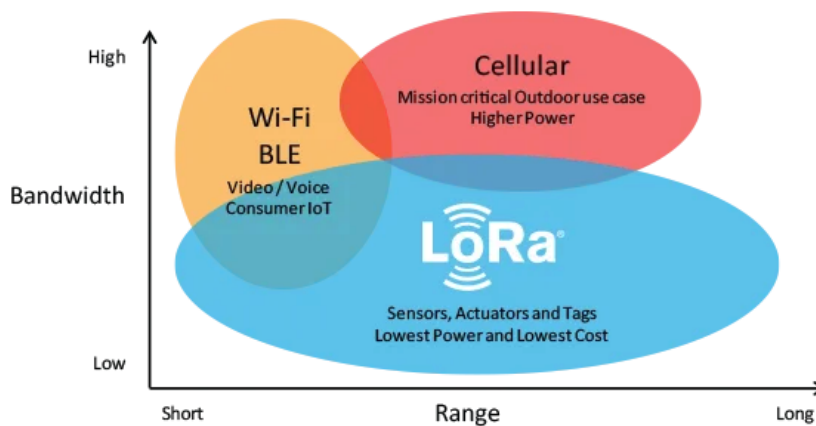 High
Cellular
Mission critical Outdoor use case
Higher Power
Wi-Fi
BLE
Video / Voice
Consumer IoT
Bandwidth
LoRa®
Sensors, Actuators and Tags
Lowest Power and Lowest Cost
Low
Short
Range
Long